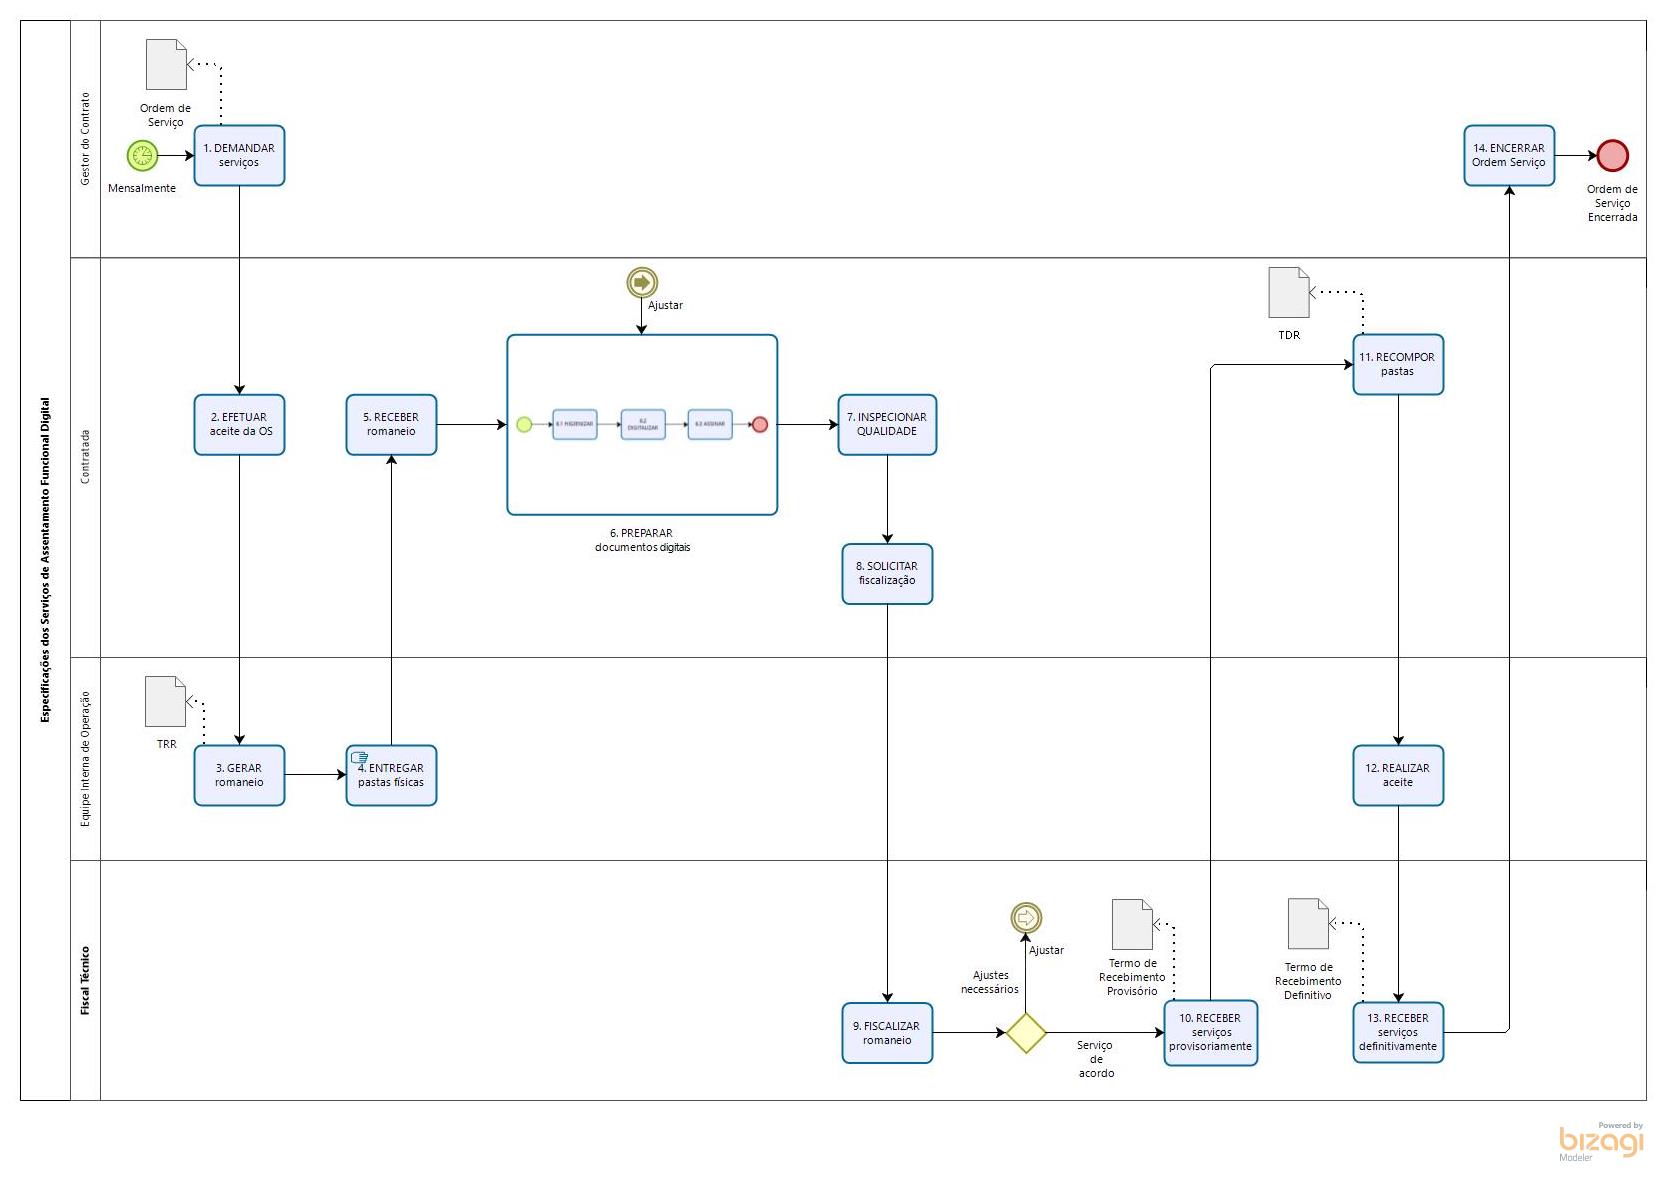 Especificações dos Serviços de Assentamento Funcional Digital
Gestor do Contrato
Ordem de
Serviço
Mensalmente
1. DEMANDAR
serviços
14. ENCERRAR
Ordem Serviço
Ordem de
Serviço
Encerrada
Contratada
2. EFETUAR
aceite da OS
5. RECEBER
romaneio
Ajustar
6.1 HIGIENIZAR
6.2
DIGITALIZAR
6.3 ASSINAR
6. PREPARAR
documentos digitais
7. INSPECIONAR
QUALIDADE
8. SOLICITAR
fiscalização
TDR
11. RECOMPOR
pastas
Equipe Interna de Operação
TRR
3. GERAR
romaneio
4. ENTREGAR
pastas físicas
12. REALIZAR
aceite
Fiscal Técnico
9. FISCALIZAR
romaneio
Ajustar
Ajustes
necessários
Serviço
de
acordo
Termo de
Recebimento
Provisório
10. RECEBER
serviços
provisoriamente
Termo de
Recebimento
Definitivo
13. RECEBER
serviços
definitivamente
Powered by
bizagi
Modeler